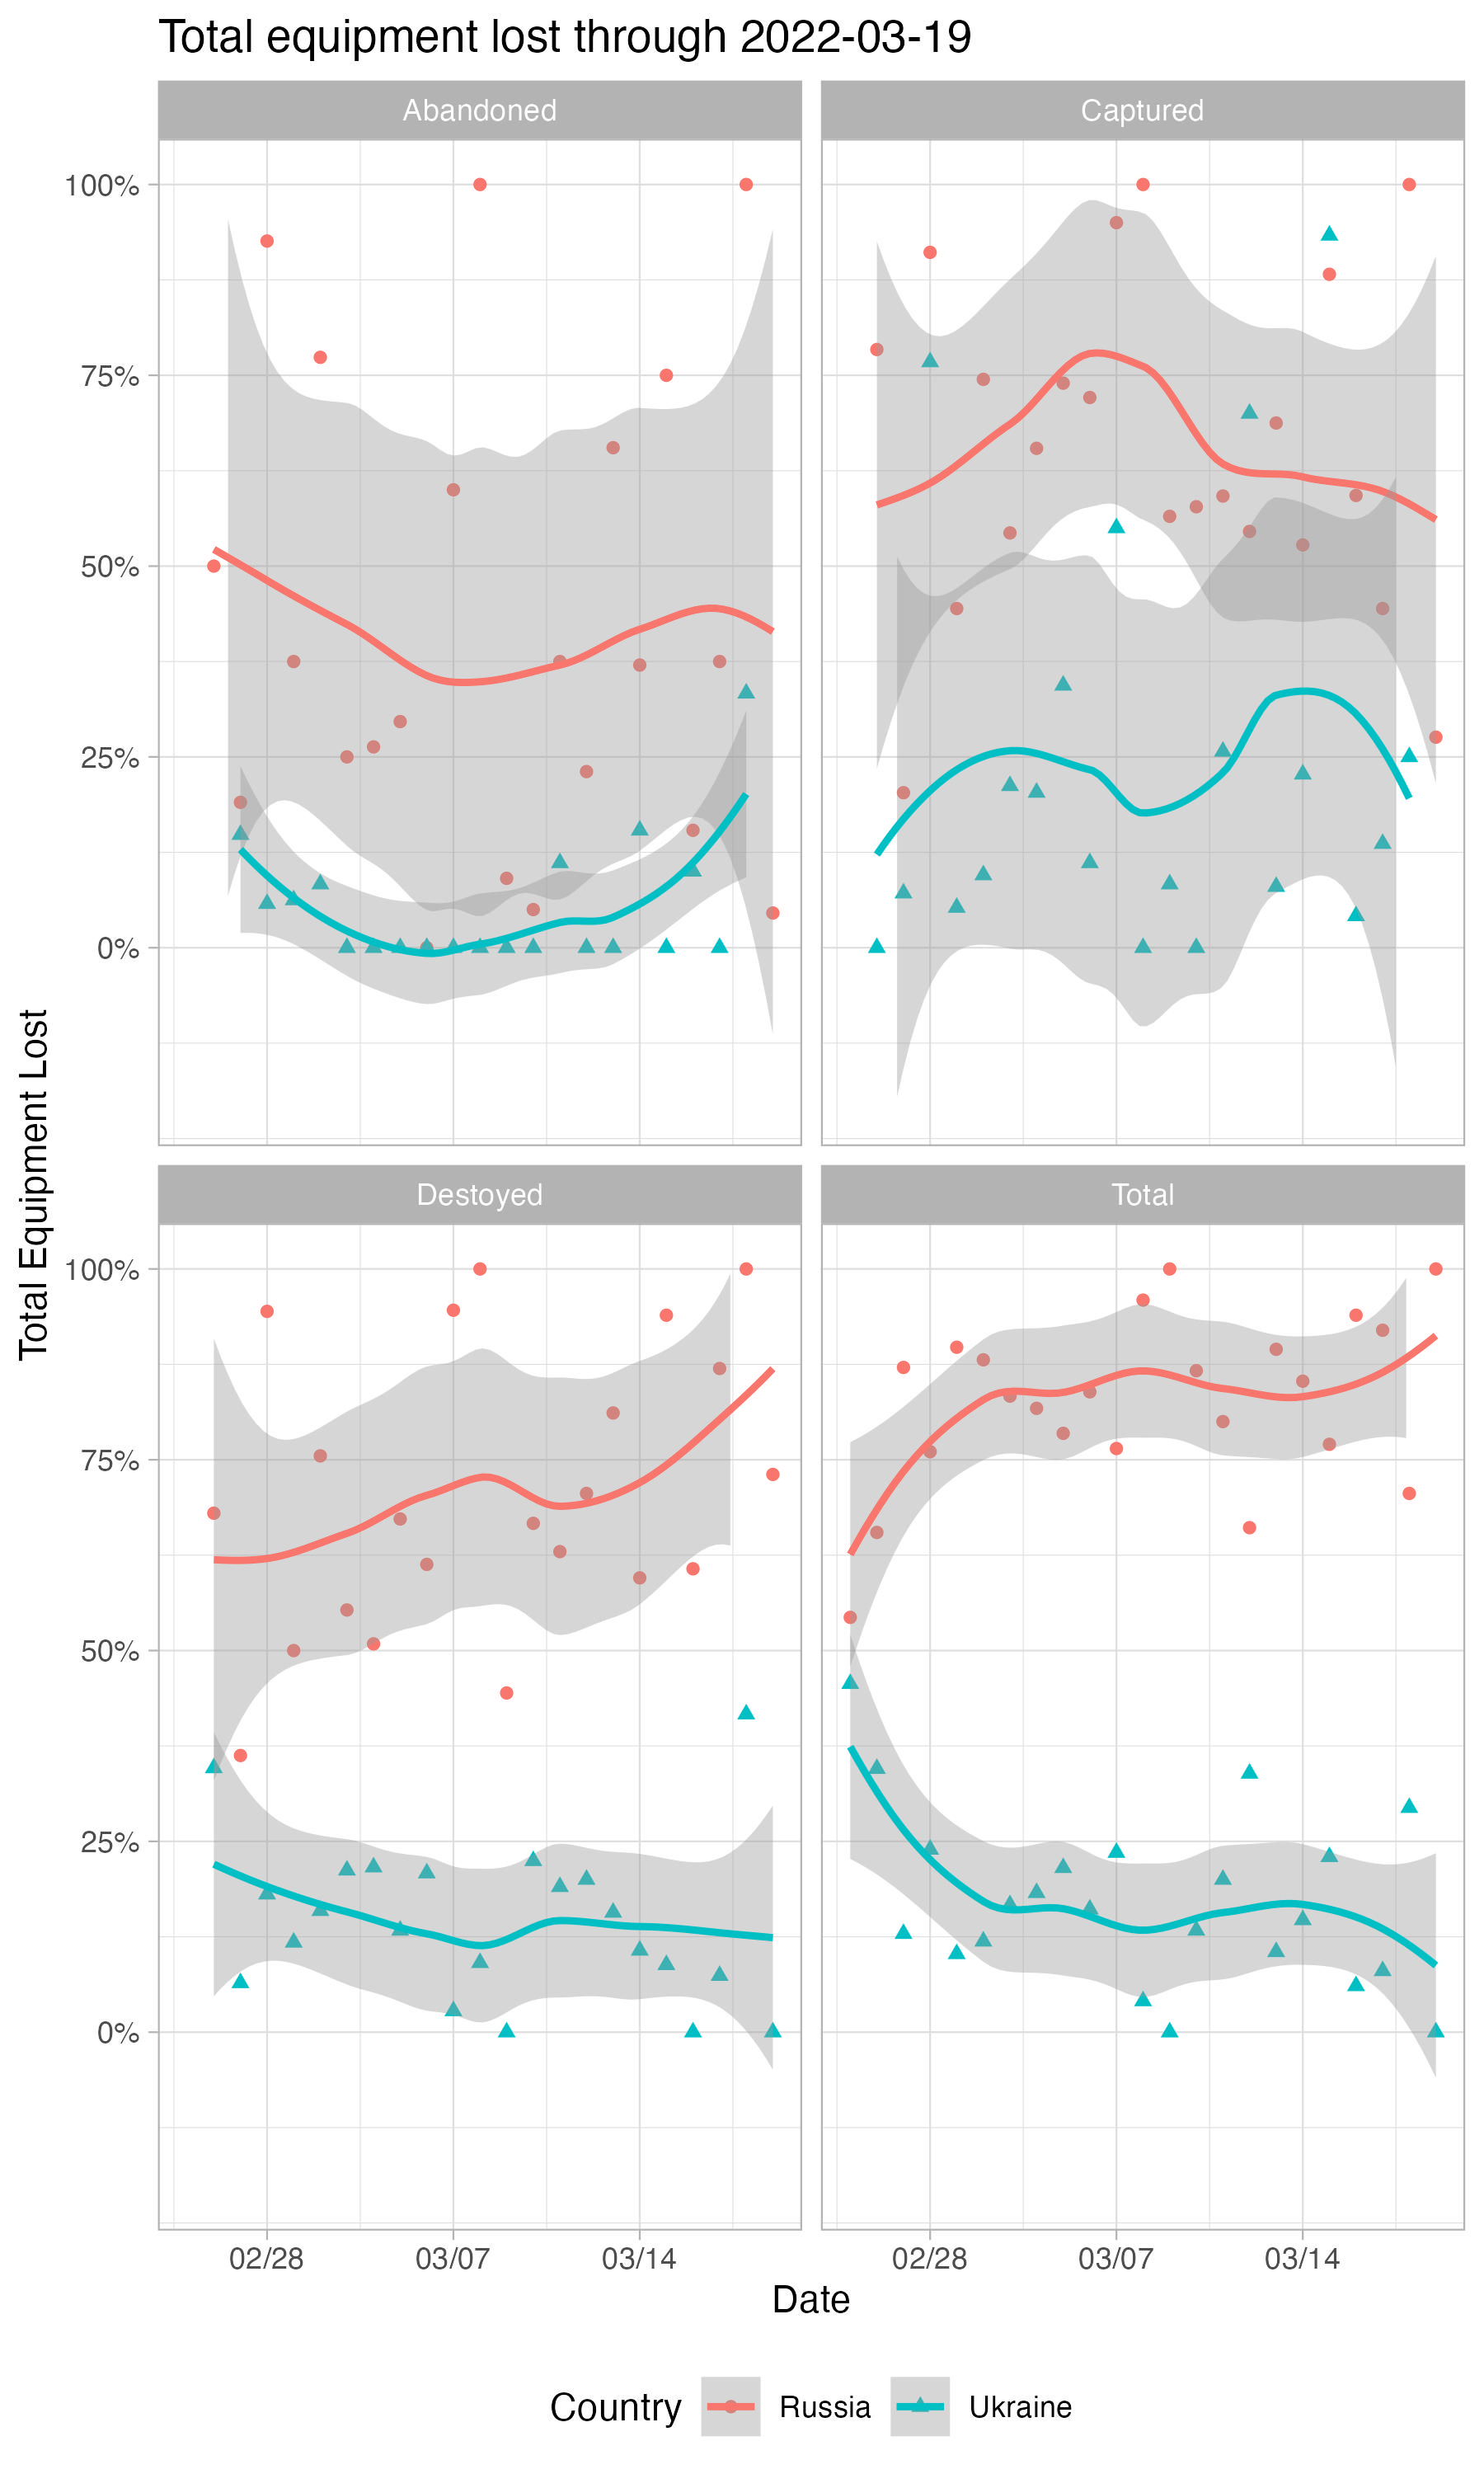 Total equipment lost through 2022-03-19
Abandoned
Captured
100%
75%
50%
25%
0%
Total Equipment Lost
Destoyed
Total
100%
75%
50%
25%
0%
02/28
03/07
03/14
02/28
03/07
03/14
Date
Country
Russia
Ukraine